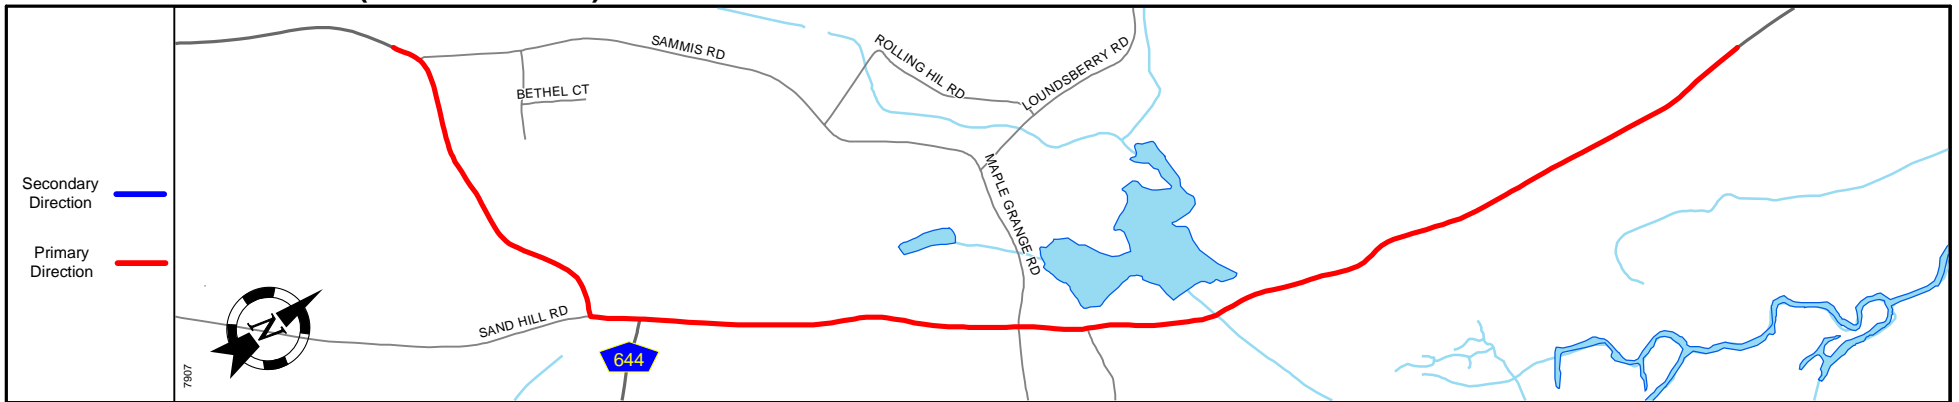 Secondary
Direction
Primary
Direction
SAMMIS RD
BETHEL CT
ROLLING HIL RD
LOUNDSBERRY RD
MAPLE GRANGE RD
SAND HILL RD
644
N
7907